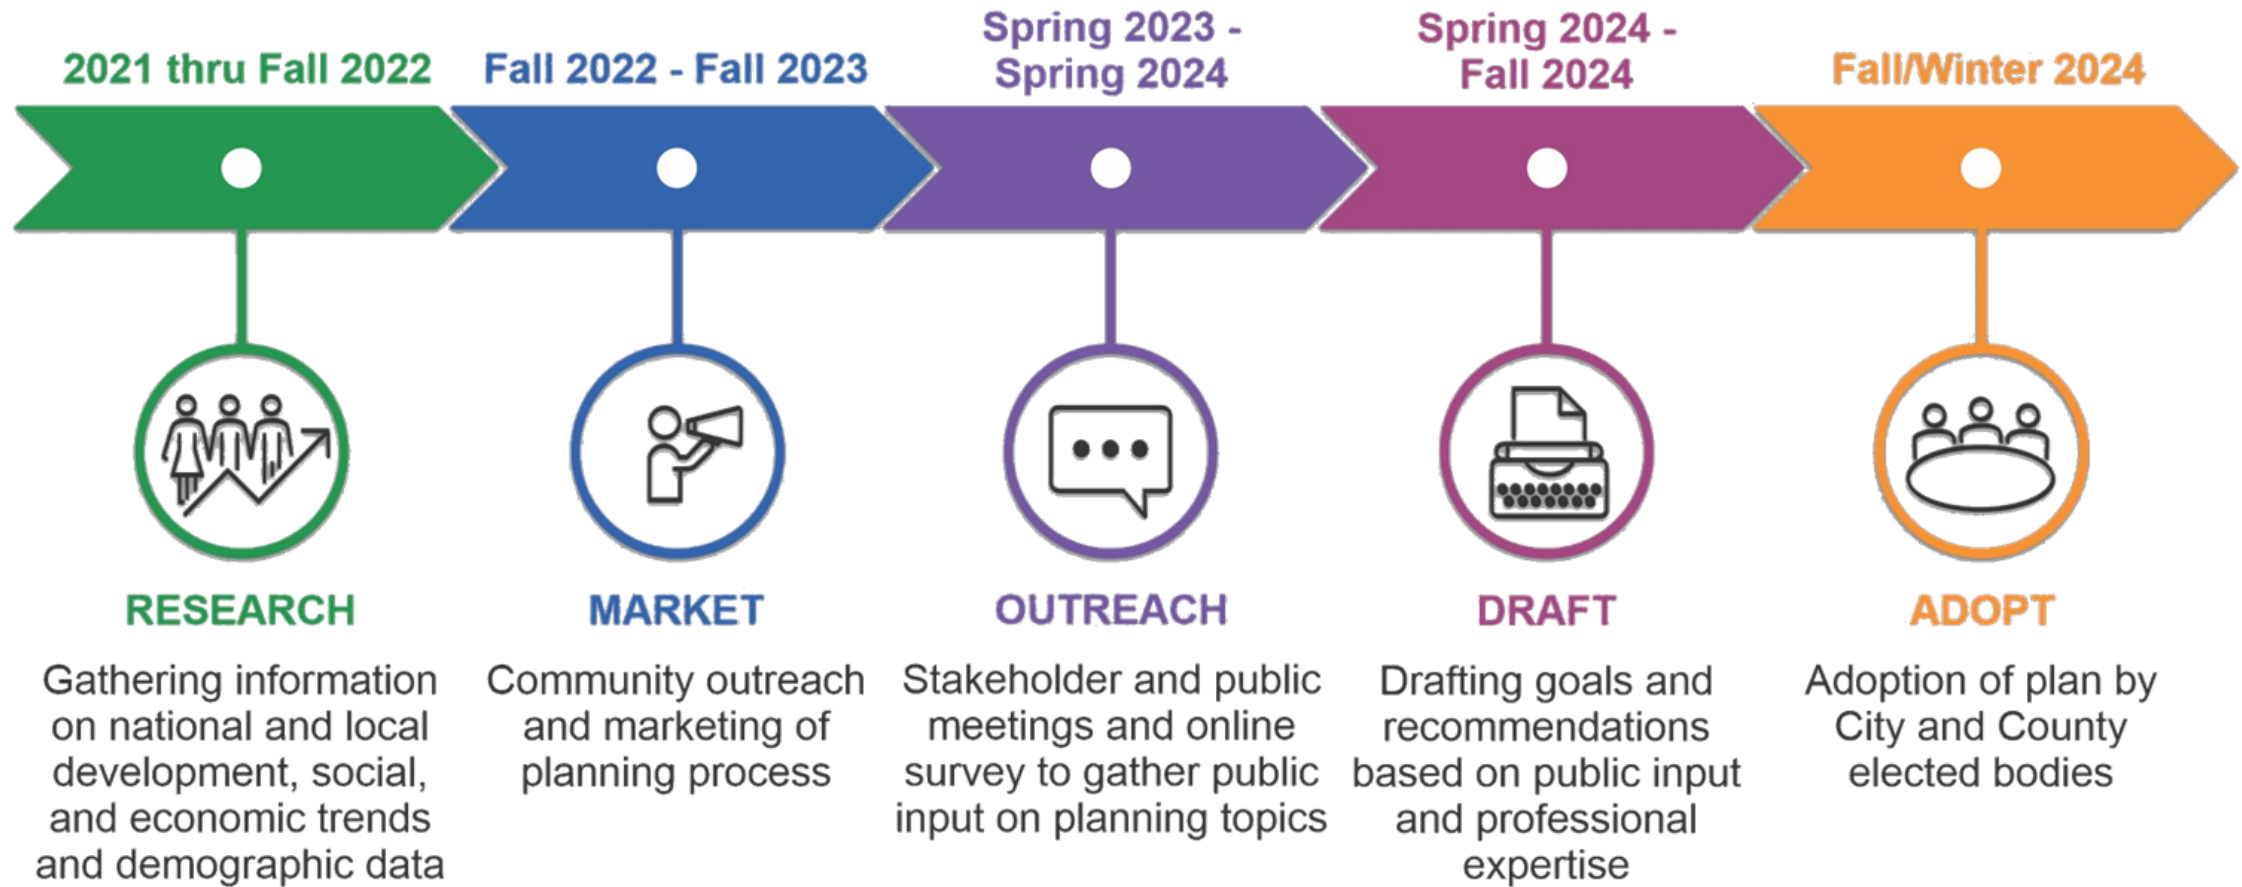 2021 thru Fall 2022
Fall 2022 - Fall 2023
Spring 2023 -
Spring 2024
Spring 2024 -
Fall 2024
Fall/Winter 2024
RESEARCH
Gathering information
on national and local
development, social,
and economic trends
and demographic data
MARKET
Community outreach
and marketing of
planning process
OUTREACH
Stakeholder and public
meetings and online
survey to gather public
input on planning topics
DRAFT
Drafting goals and
recommendations
based on public input
and professional
expertise
ADOPT
Adoption of plan by
City and County
elected bodies